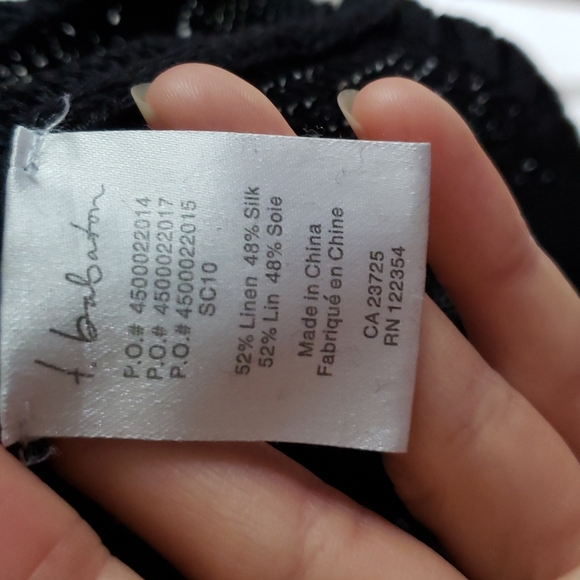 t. babaton
P.O.# 4500022014
P.O.# 4500022017
P.O.# 4500022015
SC10
52% Linen 48% Silk
52% Lin 48% Soie
Made in China
Fabriqué en Chine
CA 23725
RN 122354